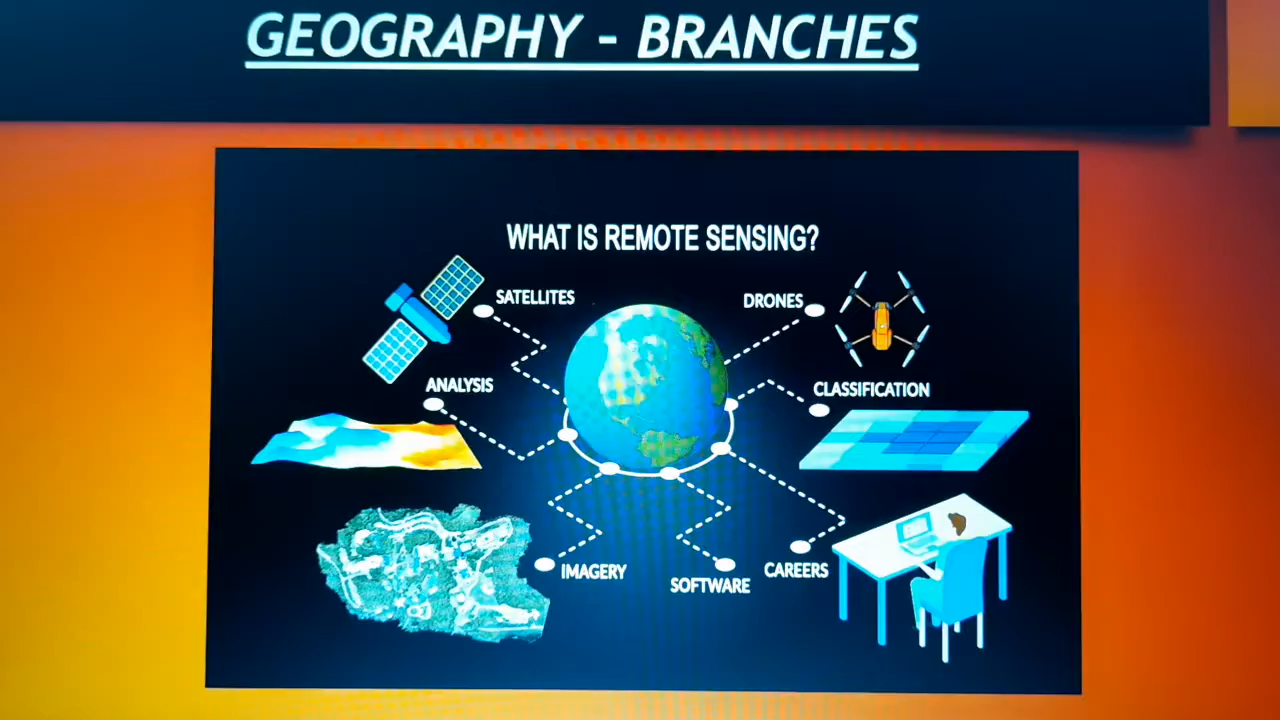 GEOGRAPHY - BRANCHES
WHAT IS REMOTE SENSING?
SATELLITES
DRONES
ANALYSIS
CLASSIFICATION
IMAGERY
SOFTWARE
CAREERS